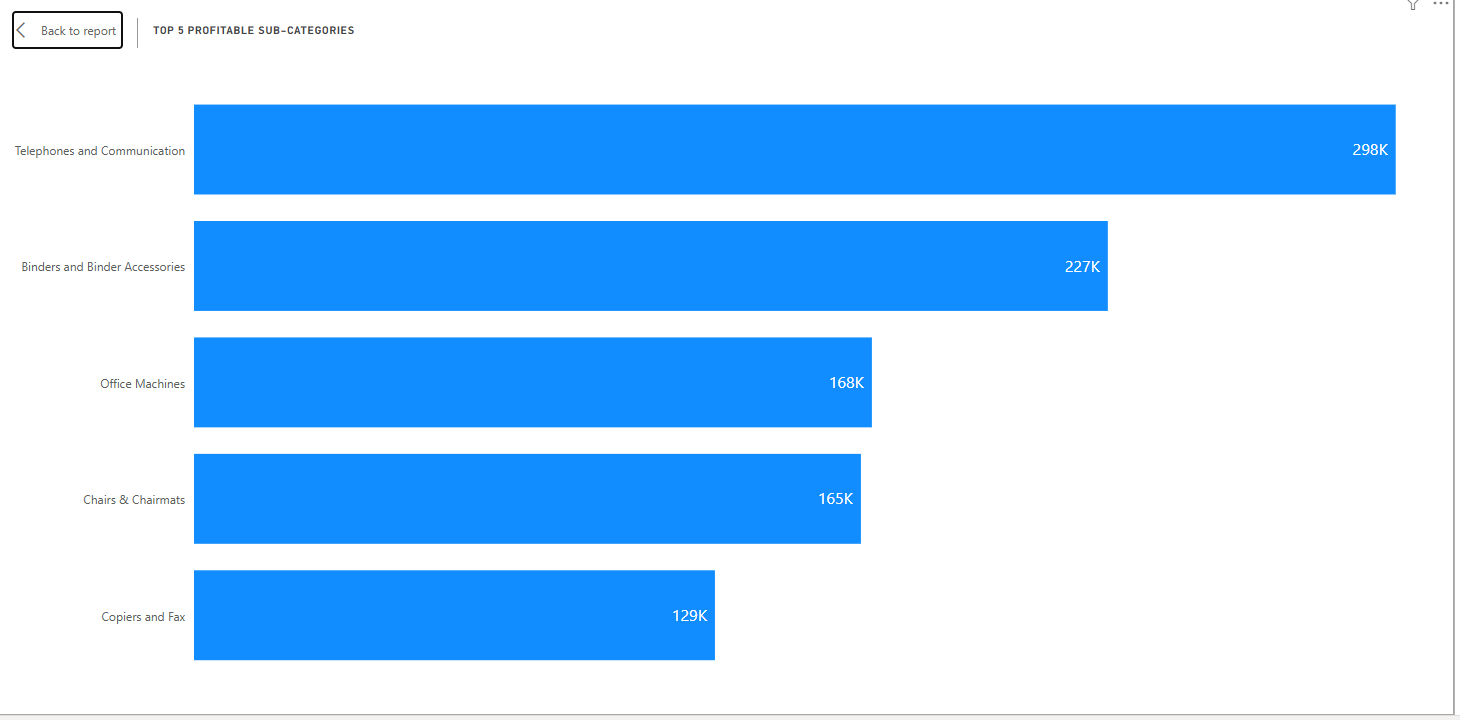 Back to report
TOP 5 PROFITABLE SUB-CATEGORIES
Telephones and Communication
298K
Binders and Binder Accessories
227K
Office Machines
168K
Chairs & Chairmats
165K
Copiers and Fax
129K